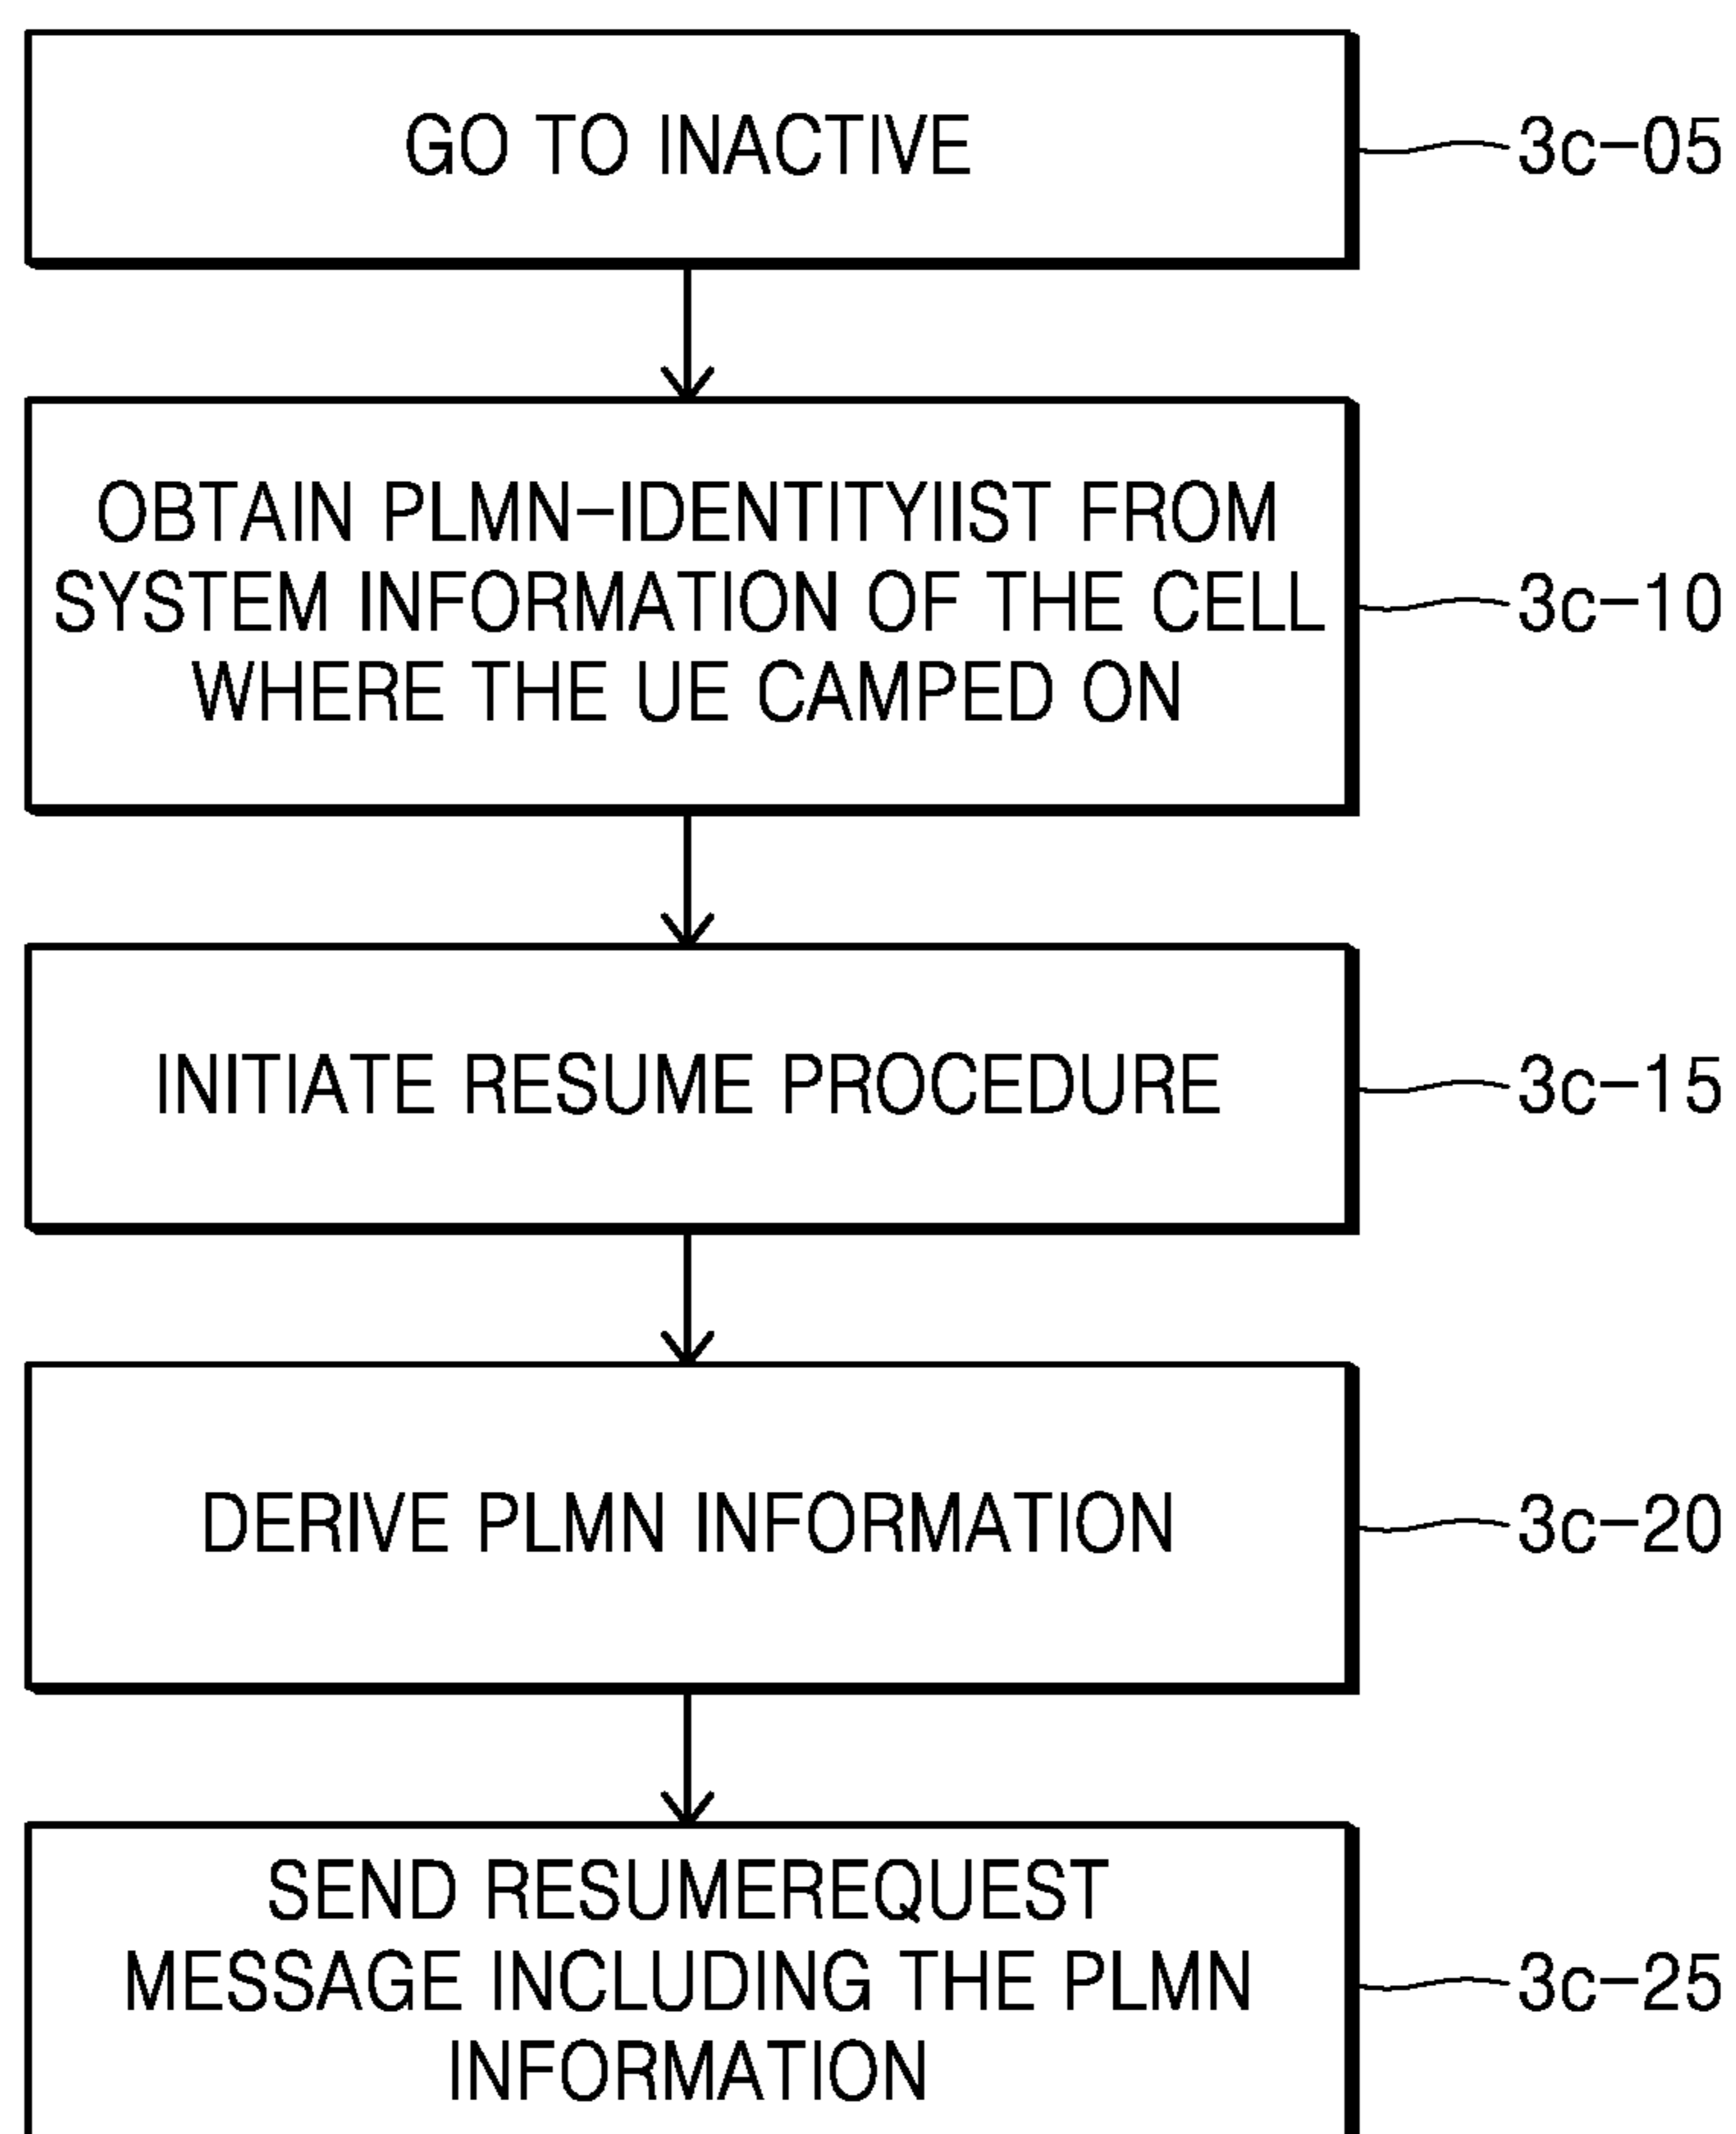 GO TO INACTIVE
3c-05
OBTAIN PLMN-IDENTITYIIST FROM
SYSTEM INFORMATION OF THE CELL
WHERE THE UE CAMPED ON
3c-10
INITIATE RESUME PROCEDURE
3c-15
DERIVE PLMN INFORMATION
3c-20
SEND RESUMEREQUEST
MESSAGE INCLUDING THE PLMN
INFORMATION
3c-25